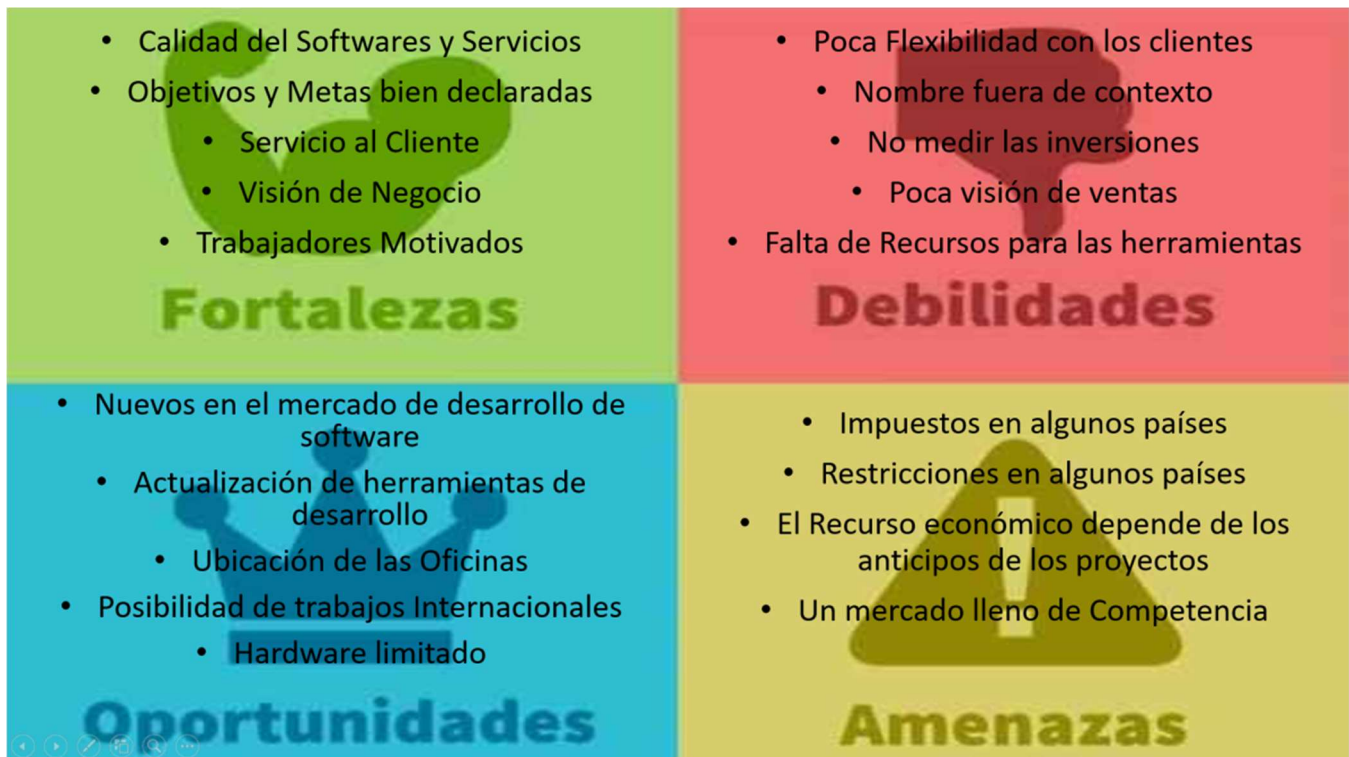 • Calidad del Softwares y Servicios
• Objetivos y Metas bien declaradas
• Servicio al Cliente
• Visión de Negocio
• Trabajadores Motivados
Fortalezas
• Poca Flexibilidad con los clientes
• Nombre fuera de contexto
• No medir las inversiones
• Poca visión de ventas
• Falta de Recursos para las herramientas
Debilidades
• Nuevos en el mercado de desarrollo de
software
• Actualización de herramientas de
desarrollo
• Ubicación de las Oficinas
• Posibilidad de trabajos Internacionales
• Hardware limitado
Oportunidades
• Impuestos en algunos países
• Restricciones en algunos países
• El Recurso económico depende de los
anticipos de los proyectos
• Un mercado lleno de Competencia
Amenazas